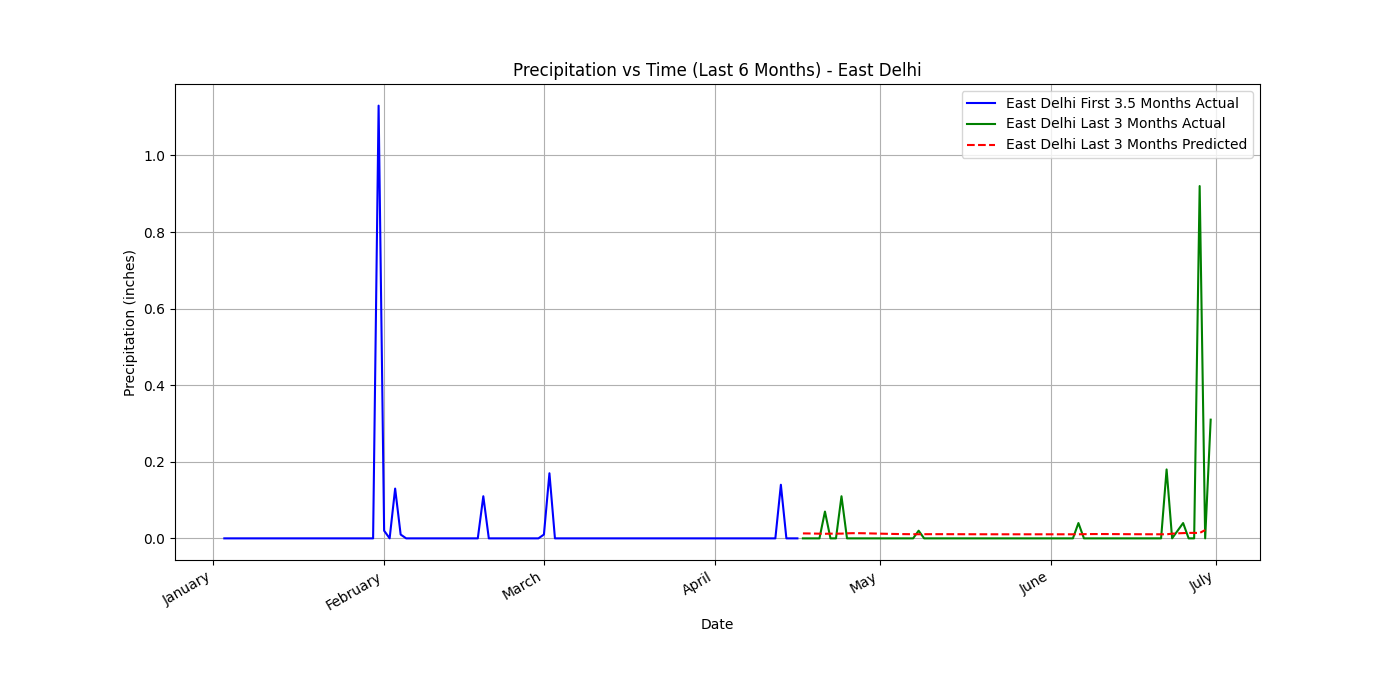 Precipitation vs Time (Last 6 Months) - East Delhi
East Delhi First 3.5 Months Actual
East Delhi Last 3 Months Actual
East Delhi Last 3 Months Predicted
Precipitation (inches)
1.0
0.8
0.6
0.4
0.2
0.0
January
February
March
April
May
June
July
Date